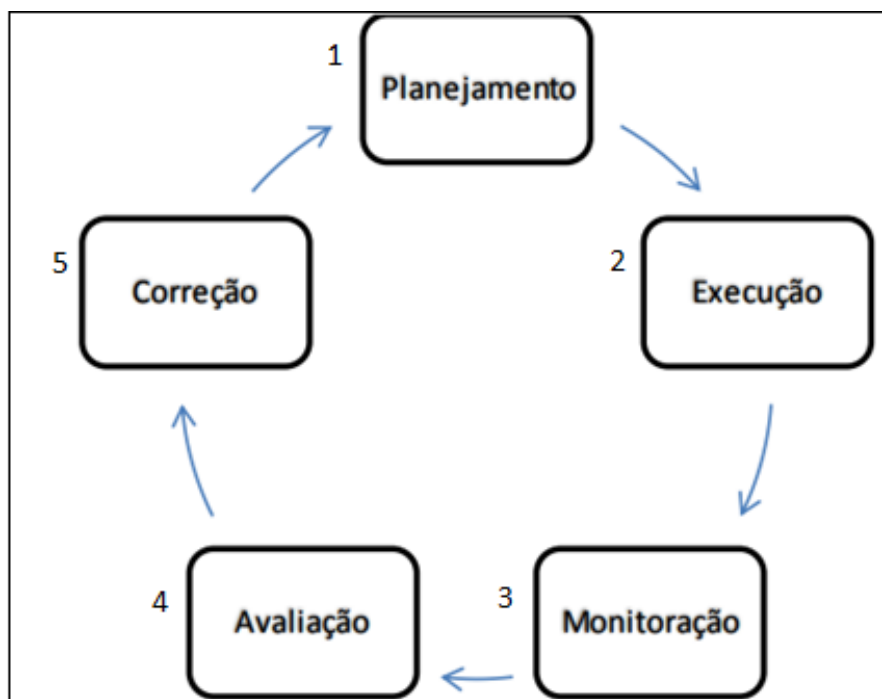 1
Planejamento
2
Execução
3
Monitoração
4
Avaliação
5
Correção